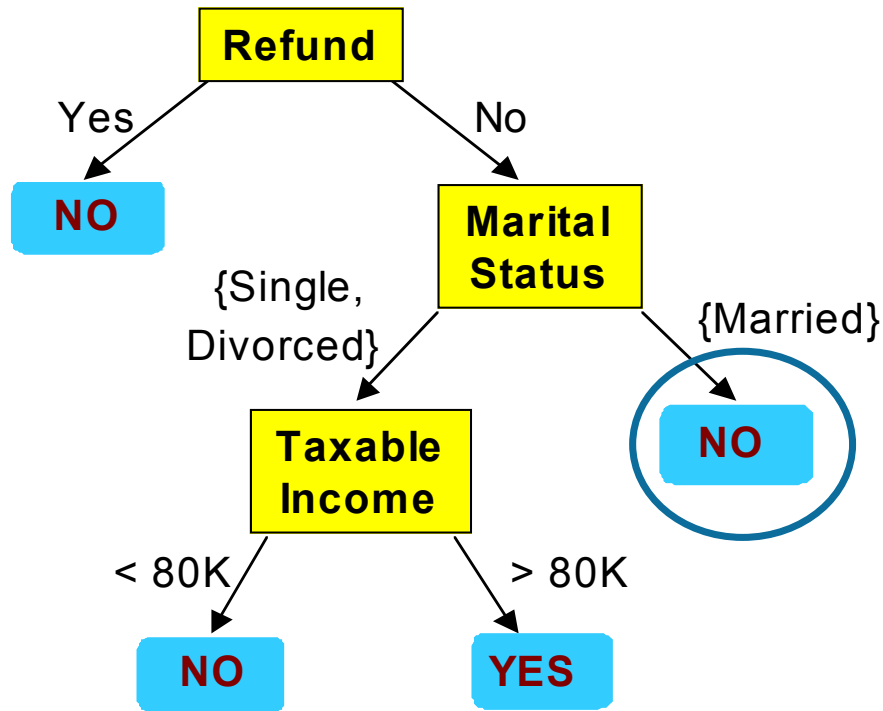 Refund
Yes
No
NO
Marital
Status
{Single,
Divorced}
{Married}
NO
Taxable
Income
< 80K
> 80K
NO
YES